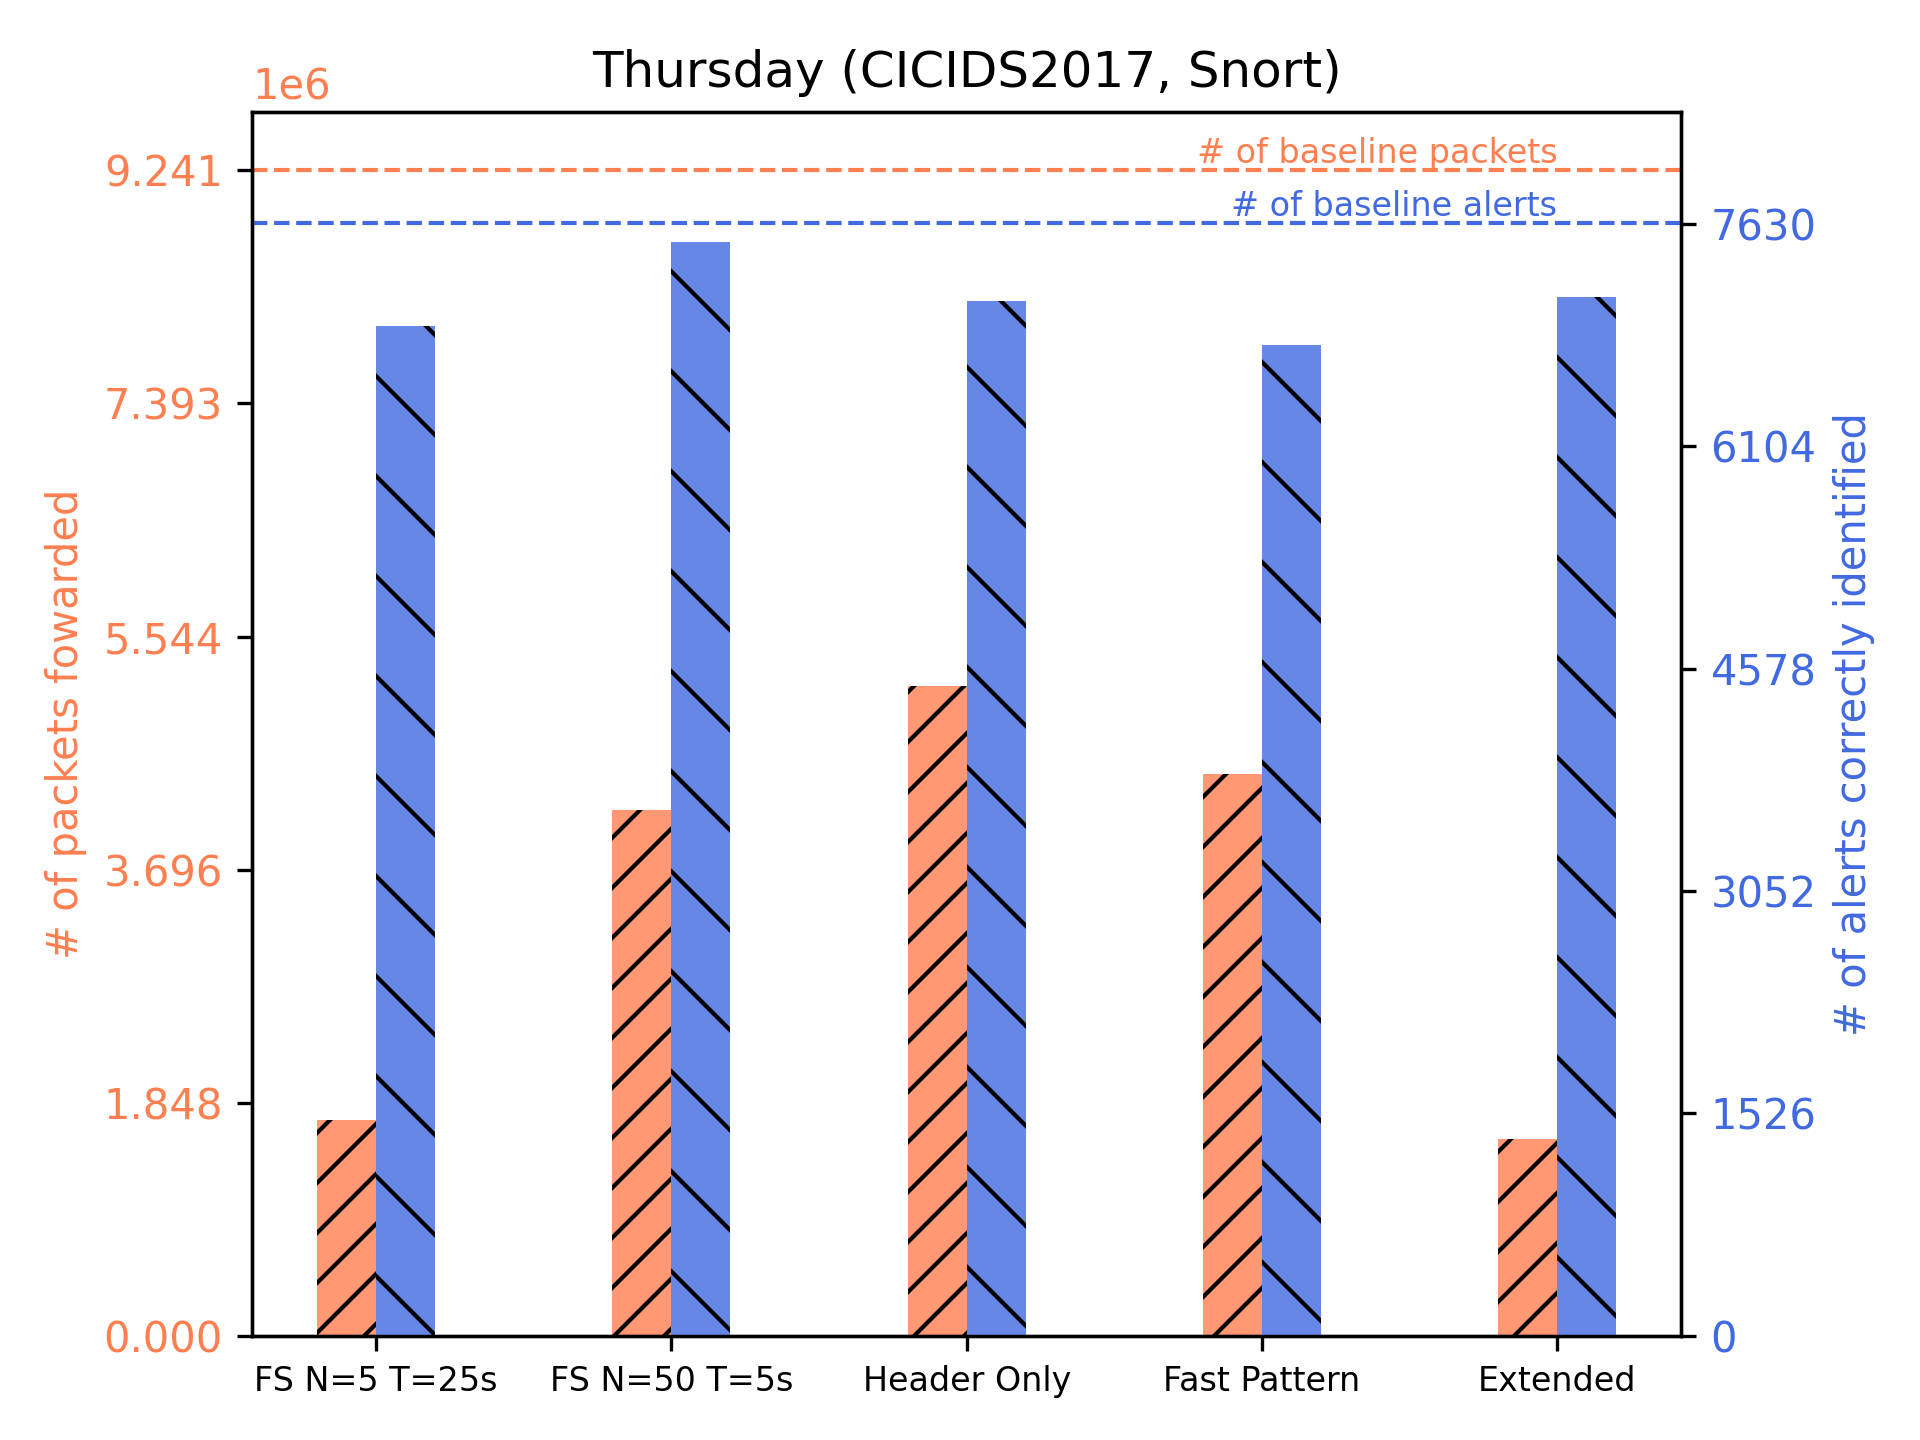 Thursday (CICIDS2017, Snort)
1e6
# of baseline packets
9.241
# of baseline alerts
7630
7.393
6104
5.544
4578
3.696
3052
1.848
1526
0.000
0
# of packets fowarded
# of alerts correctly identified
FS N=5 T=25s
FS N=50 T=5s
Header Only
Fast Pattern
Extended